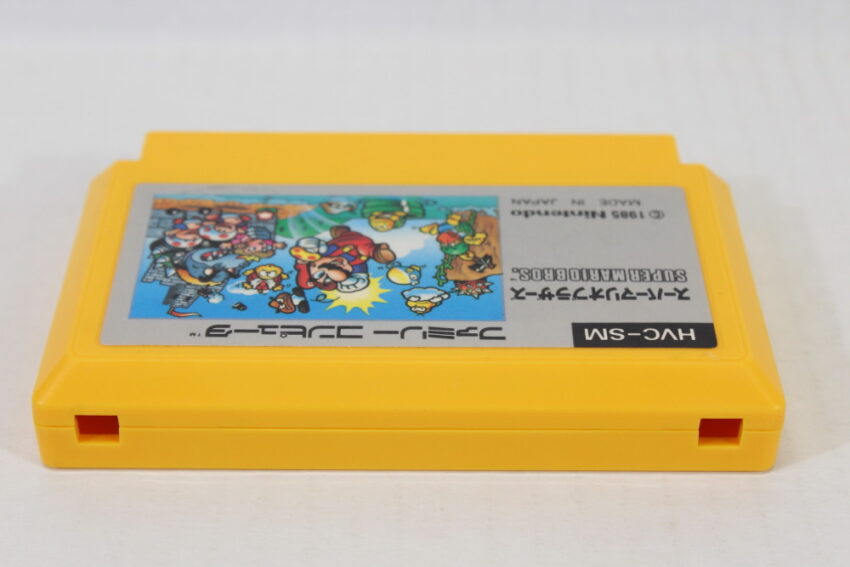 HVC-SM
ファミリー コンピュータ™
スーパーマリオブラザーズ
SUPER MARIO BROS.
© 1985 Nintendo
MADE IN JAPAN